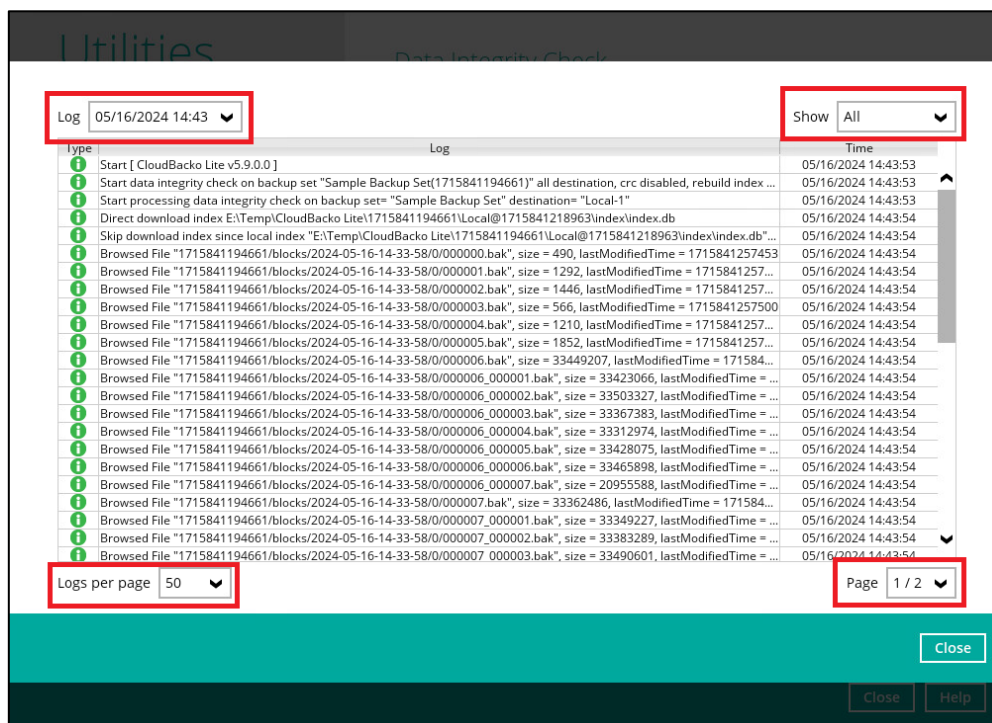 Utilities
Data Integrity Check
Log 05/16/2024 14:43 Show All
Type Log Time
Start [ CloudBacko Lite v5.9.0.0 ] 05/16/2024 14:43:53
Start data integrity check on backup set "Sample Backup Set(1715841194661)" all destination, crc disabled, rebuild index ... 05/16/2024 14:43:53
Start processing data integrity check on backup set= "Sample Backup Set" destination= "Local-1" 05/16/2024 14:43:53
Direct download index E:\Temp\CloudBacko Lite\1715841194661\Local@1715841218963\index\index.db 05/16/2024 14:43:54
Skip download index since local index "E:\Temp\CloudBacko Lite\1715841194661\Local@1715841218963\index\index.db"... 05/16/2024 14:43:54
Browsed File "1715841194661/blocks/2024-05-16-14-33-58/0/000000.bak", size = 490, lastModifiedTime = 1715841257453 05/16/2024 14:43:54
Browsed File "1715841194661/blocks/2024-05-16-14-33-58/0/000001.bak", size = 1292, lastModifiedTime = 1715841257... 05/16/2024 14:43:54
Browsed File "1715841194661/blocks/2024-05-16-14-33-58/0/000002.bak", size = 1446, lastModifiedTime = 1715841257... 05/16/2024 14:43:54
Browsed File "1715841194661/blocks/2024-05-16-14-33-58/0/000003.bak", size = 566, lastModifiedTime = 1715841257500 05/16/2024 14:43:54
Browsed File "1715841194661/blocks/2024-05-16-14-33-58/0/000004.bak", size = 1210, lastModifiedTime = 1715841257... 05/16/2024 14:43:54
Browsed File "1715841194661/blocks/2024-05-16-14-33-58/0/000005.bak", size = 1852, lastModifiedTime = 1715841257... 05/16/2024 14:43:54
Browsed File "1715841194661/blocks/2024-05-16-14-33-58/0/000006.bak", size = 33449207, lastModifiedTime = 171584... 05/16/2024 14:43:54
Browsed File "1715841194661/blocks/2024-05-16-14-33-58/0/000006_000001.bak", size = 33423066, lastModifiedTime = ... 05/16/2024 14:43:54
Browsed File "1715841194661/blocks/2024-05-16-14-33-58/0/000006_000002.bak", size = 33503327, lastModifiedTime = ... 05/16/2024 14:43:54
Browsed File "1715841194661/blocks/2024-05-16-14-33-58/0/000006_000003.bak", size = 33367383, lastModifiedTime = ... 05/16/2024 14:43:54
Browsed File "1715841194661/blocks/2024-05-16-14-33-58/0/000006_000004.bak", size = 33312974, lastModifiedTime = ... 05/16/2024 14:43:54
Browsed File "1715841194661/blocks/2024-05-16-14-33-58/0/000006_000005.bak", size = 33428075, lastModifiedTime = ... 05/16/2024 14:43:54
Browsed File "1715841194661/blocks/2024-05-16-14-33-58/0/000006_000006.bak", size = 33465898, lastModifiedTime = ... 05/16/2024 14:43:54
Browsed File "1715841194661/blocks/2024-05-16-14-33-58/0/000006_000007.bak", size = 20955588, lastModifiedTime = ... 05/16/2024 14:43:54
Browsed File "1715841194661/blocks/2024-05-16-14-33-58/0/000007.bak", size = 33362486, lastModifiedTime = 171584... 05/16/2024 14:43:54
Browsed File "1715841194661/blocks/2024-05-16-14-33-58/0/000007_000001.bak", size = 33349227, lastModifiedTime = ... 05/16/2024 14:43:54
Browsed File "1715841194661/blocks/2024-05-16-14-33-58/0/000007_000002.bak", size = 33383289, lastModifiedTime = ... 05/16/2024 14:43:54
Browsed File "1715841194661/blocks/2024-05-16-14-33-58/0/000007_000003.bak", size = 33490601, lastModifiedTime = ... 05/16/2024 14:43:54
Logs per page 50 Page 1 / 2
Close
Close Help